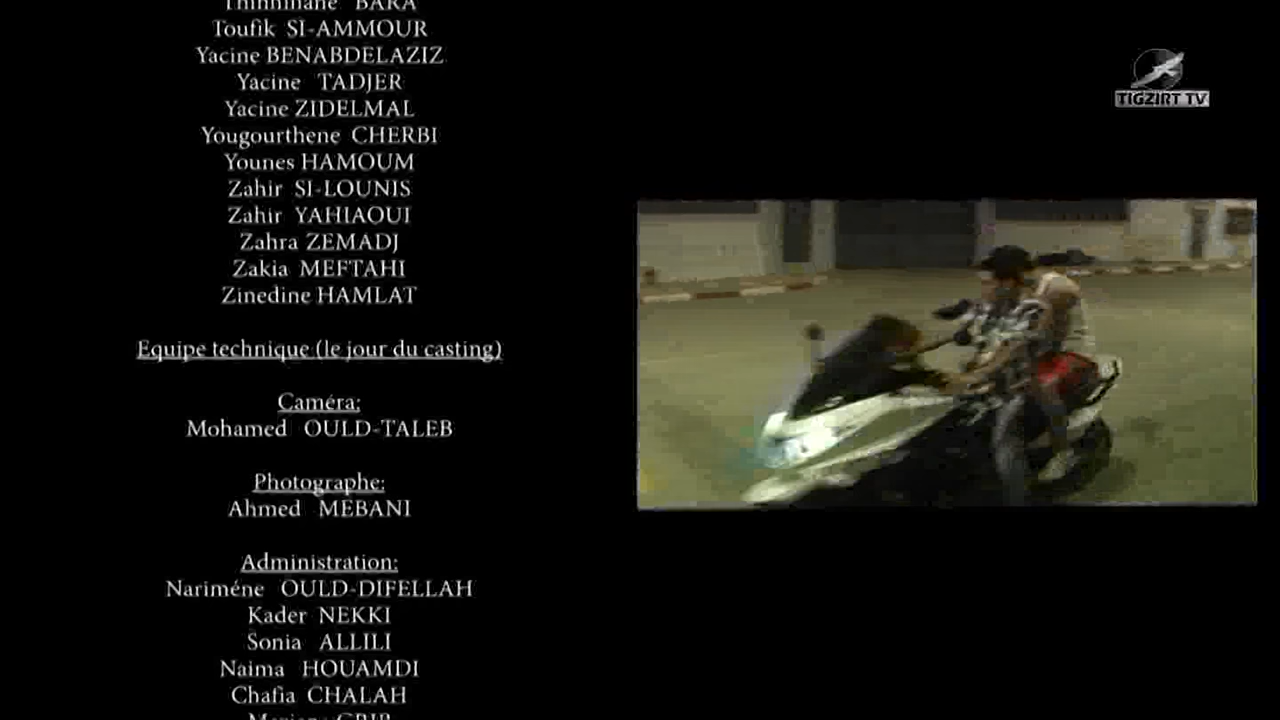 Thinhinane BARA
Toufik SI-AMMOUR
Yacine BENABDELAZIZ
Yacine TADJER
Yacine ZIDELMAL
Yougourthene CHERBI
Younes HAMOUM
Zahir SI-LOUNIS
Zahir YAHIAOUI
Zahra ZEMADJ
Zakia MEFTAHI
Zinedine HAMLAT
Equipe technique (le jour du casting)
Caméra:
Mohamed OULD-TALEB
Photographe:
Ahmed MEBANI
Administration:
Nariméne OULD-DIFELLAH
Kader NEKKI
Sonia ALLILI
Naima HOUAMDI
Chafia CHALAH
TIGZIRT TV